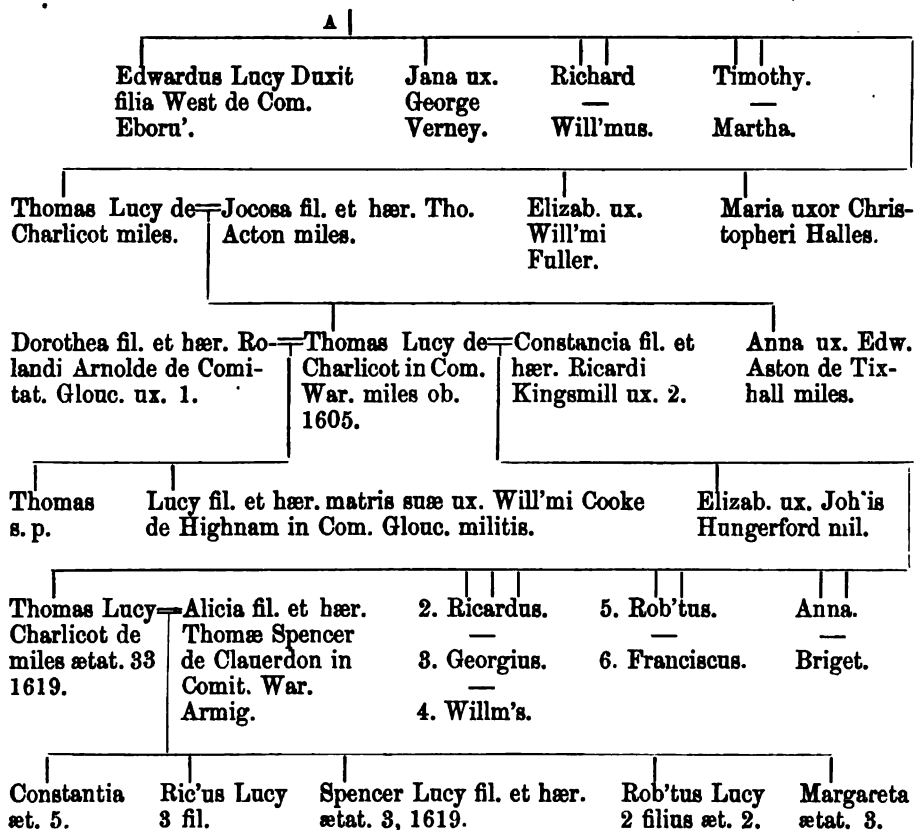 A
Edwardus Lucy Duxit
filia West de Com.
Eborn'.
Jana ux.
George
Verney.
Richard
—
Will'mus.
Timothy.
—
Martha.
Thomas Lucy de
Charlicot miles.
Jocosa fil. et hær. Tho.
Acton miles.
Elizab. ux.
Will'mi
Fuller.
Maria uxor Chris-
topheri Halles.
Dorothea fil. et hær. Ro-
landi Arnolde de Comi-
tat. Glouc. ux. 1.
Thomas Lucy de
Charlicot in Com.
War. miles ob.
1605.
Constancia fil. et
hær. Ricardi
Kingsmill ux. 2.
Anna ux. Edw.
Aston de Tix-
hall miles.
Thomas
s. p.
Lucy fil. et hær. matris suæ ux. Will'mi Cooke
de Highnam in Com. Glouc. militis.
Elizab. ux. Joh'is
Hungerford mil.
Thomas Lucy
Charlicot de
miles ætat. 33
1619.
Alicia fil. et hær.
Thomæ Spencer
de Clauerdon in
Comit. War.
Armig.
2. Ricardus.
—
3. Georgius.
—
4. Willm's.
5. Rob'tus.
—
6. Franciscus.
Anna.
—
Briget.
Constantia
æt. 5.
Ric'us Lucy
3 fil.
Spencer Lucy fil. et hær.
ætat. 3, 1619.
Rob'tus Lucy
2 filius æt. 2.
Margareta
ætat. 3.